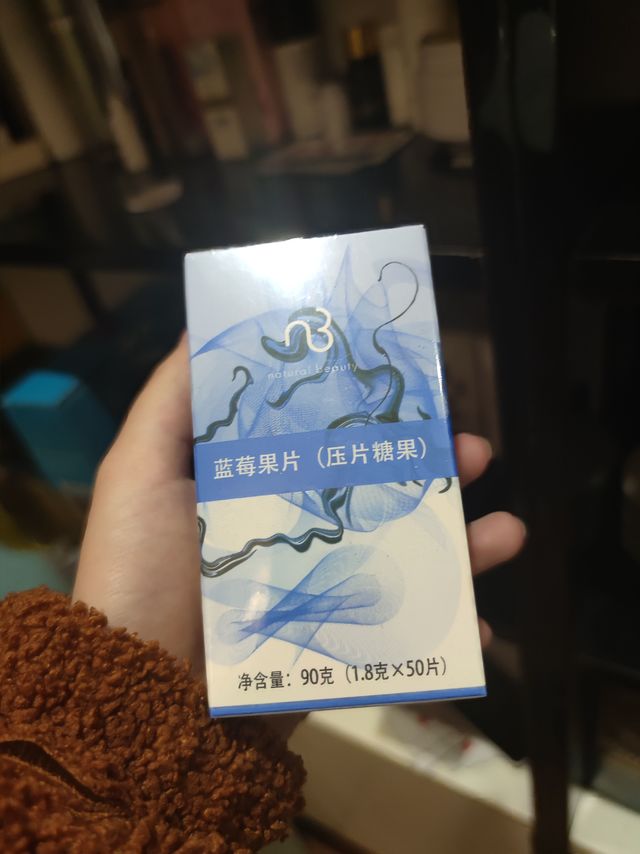 nB
natural beauty
蓝莓果片（压片糖果）
净含量：90克（1.8克×50片）